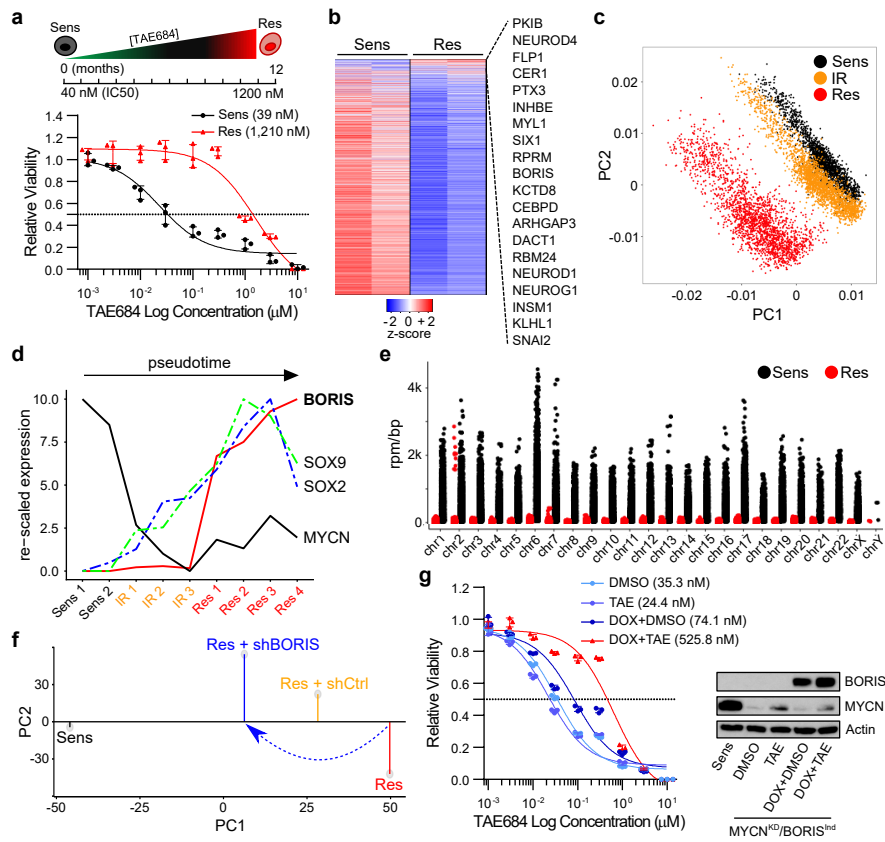 a
Sens
[TAE684]
Res
0 (months)
12
40 nM (IC50)
1200 nM
Sens (39 nM)
Res (1,210 nM)
Relative Viability
1.4
1.2
1.0
0.8
0.6
0.4
0.2
0.0
10⁻³
10⁻²
10⁻¹
10⁰
10¹
TAE684 Log Concentration (μM)
b
Sens
Res
-2
0
+2
z-score
PKIB
NEUROD4
FLP1
CER1
PTX3
INHBE
MYL1
SIX1
RPRM
BORIS
KCTD8
CEBPD
ARHGAP3
DACT1
RBM24
NEUROD1
NEUROG1
INSM1
KLHL1
SNAI2
c
Sens
IR
Res
PC2
0.02
0.01
0
-0.01
-0.02
-0.01
0
0.01
PC1
d
pseudotime
re-scaled expression
10.0
7.5
5.0
2.5
0.0
BORIS
SOX9
SOX2
MYCN
Sens 1
Sens 2
IR 1
IR 2
IR 3
Res 1
Res 2
Res 3
Res 4
e
Sens
Res
rpm/bp
4k
2k
0
chr1
chr2
chr3
chr4
chr5
chr6
chr7
chr8
chr9
chr10
chr11
chr12
chr13
chr14
chr15
chr16
chr17
chr18
chr19
chr20
chr21
chr22
chrX
chrY
f
PC2
30
0
-30
Res + shBORIS
Res + shCtrl
Sens
Res
-50
-25
0
25
50
PC1
g
DMSO (35.3 nM)
TAE (24.4 nM)
DOX+DMSO (74.1 nM)
DOX+TAE (525.8 nM)
Relative Viability
1.2
1.0
0.8
0.6
0.4
0.2
0.0
10⁻³
10⁻²
10⁻¹
10⁰
10¹
TAE684 Log Concentration (μM)
BORIS
MYCN
Actin
Sens
DMSO
TAE
DOX+DMSO
DOX+TAE
MYCNᴷᴰ/BORISᴵⁿᵈ